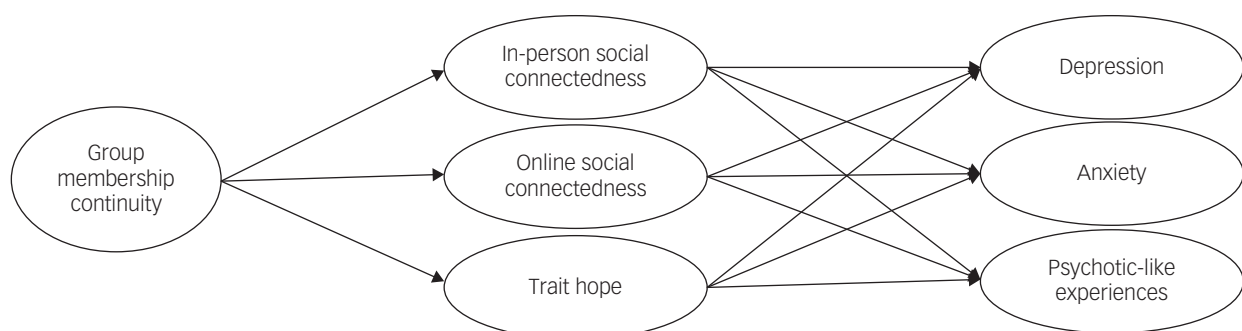 Group
membership
continuity
In-person social
connectedness
Online social
connectedness
Trait hope
Depression
Anxiety
Psychotic-like
experiences